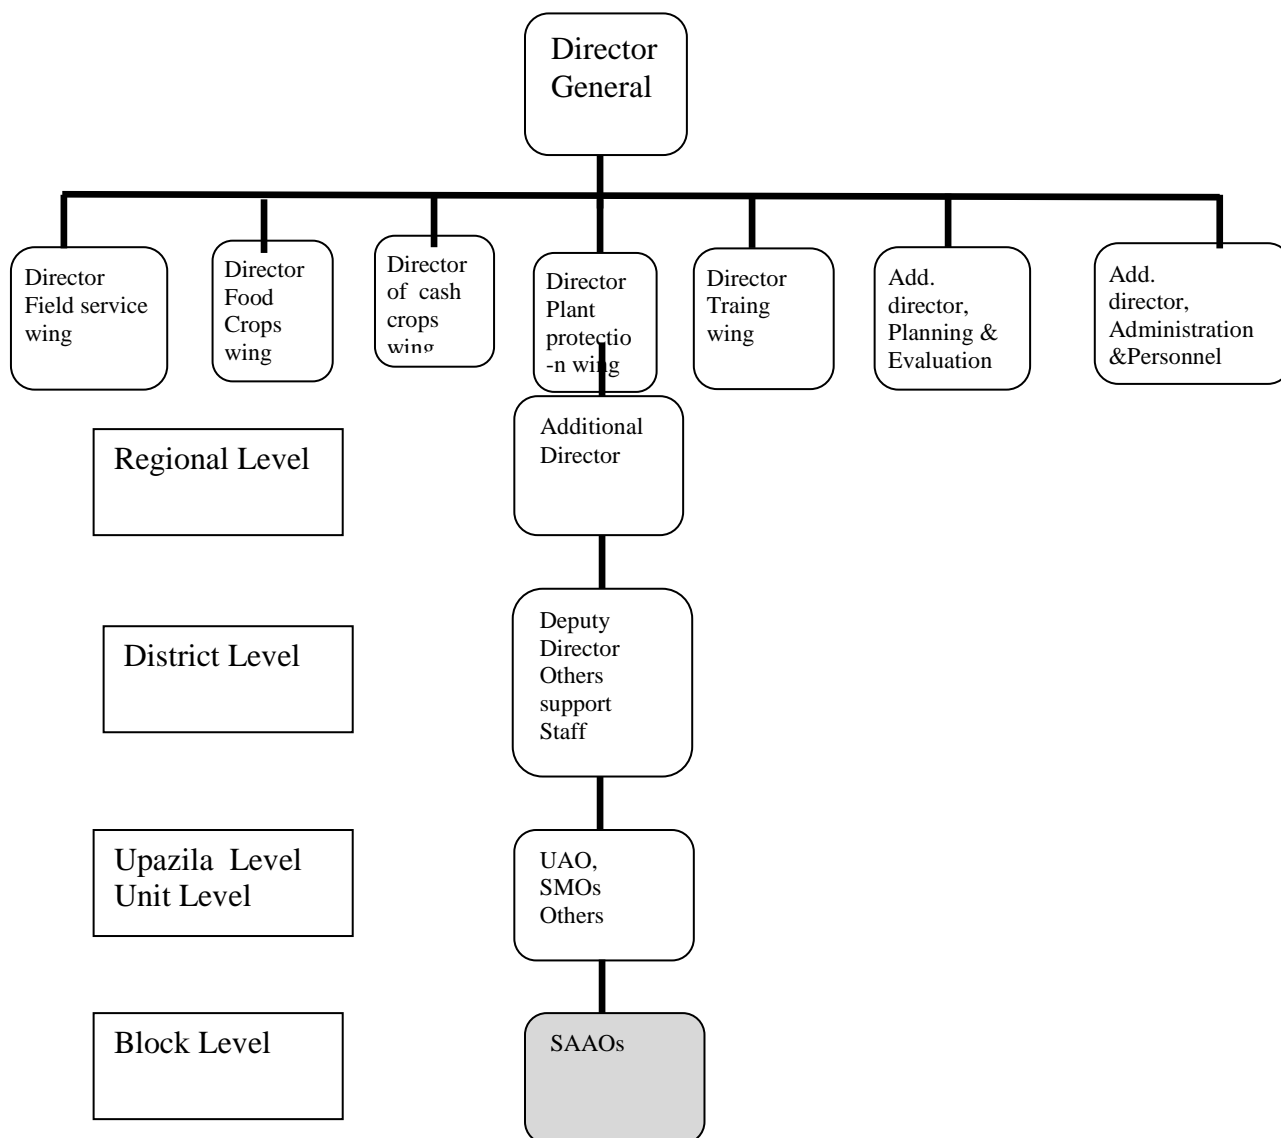 Director
General
Director
Field service
wing
Director
Food
Crops
wing
Director
of cash
crops
wing
Director
Plant
protectio
-n wing
Director
Traing
wing
Add.
director,
Planning &
Evaluation
Add.
director,
Administration
&Personnel
Regional Level
Additional
Director
District Level
Deputy
Director
Others
support
Staff
Upazila Level
Unit Level
UAO,
SMOs
Others
Block Level
SAAOs